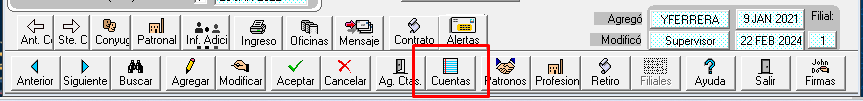 Agregó YFERRERA 9 JAN 2021 Filial:
Ant. C Ste. C Conyug Patronal Inf. Adici Ingreso Oficinas Mensaje Contrato Alertas
Modificó Supervisor 22 FEB 2024 1
Anterior Siguiente Buscar Agregar Modificar Aceptar Cancelar Ag. Ctas. Cuentas Patronos Profesion Retiro Filiales Ayuda Salir Firmas